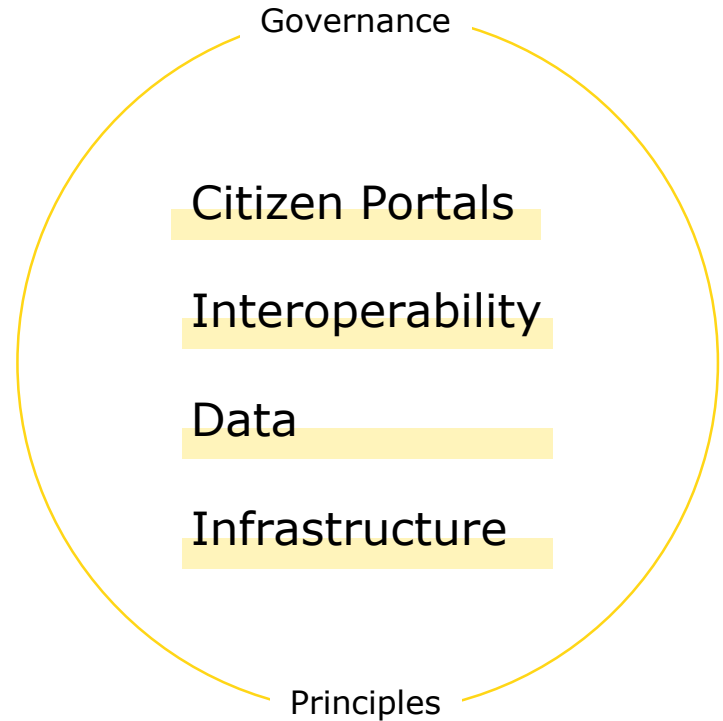 Governance
Citizen Portals
Interoperability
Data
Infrastructure
Principles